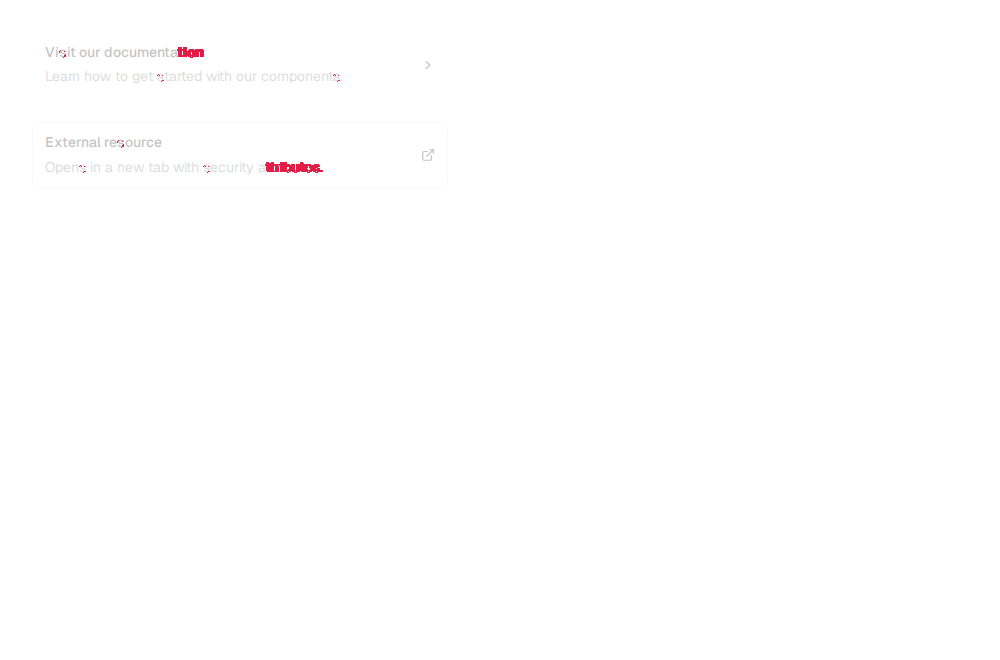 Visit our documentation
Learn how to get started with our components.
External resource
Opens in a new tab with security attributes.